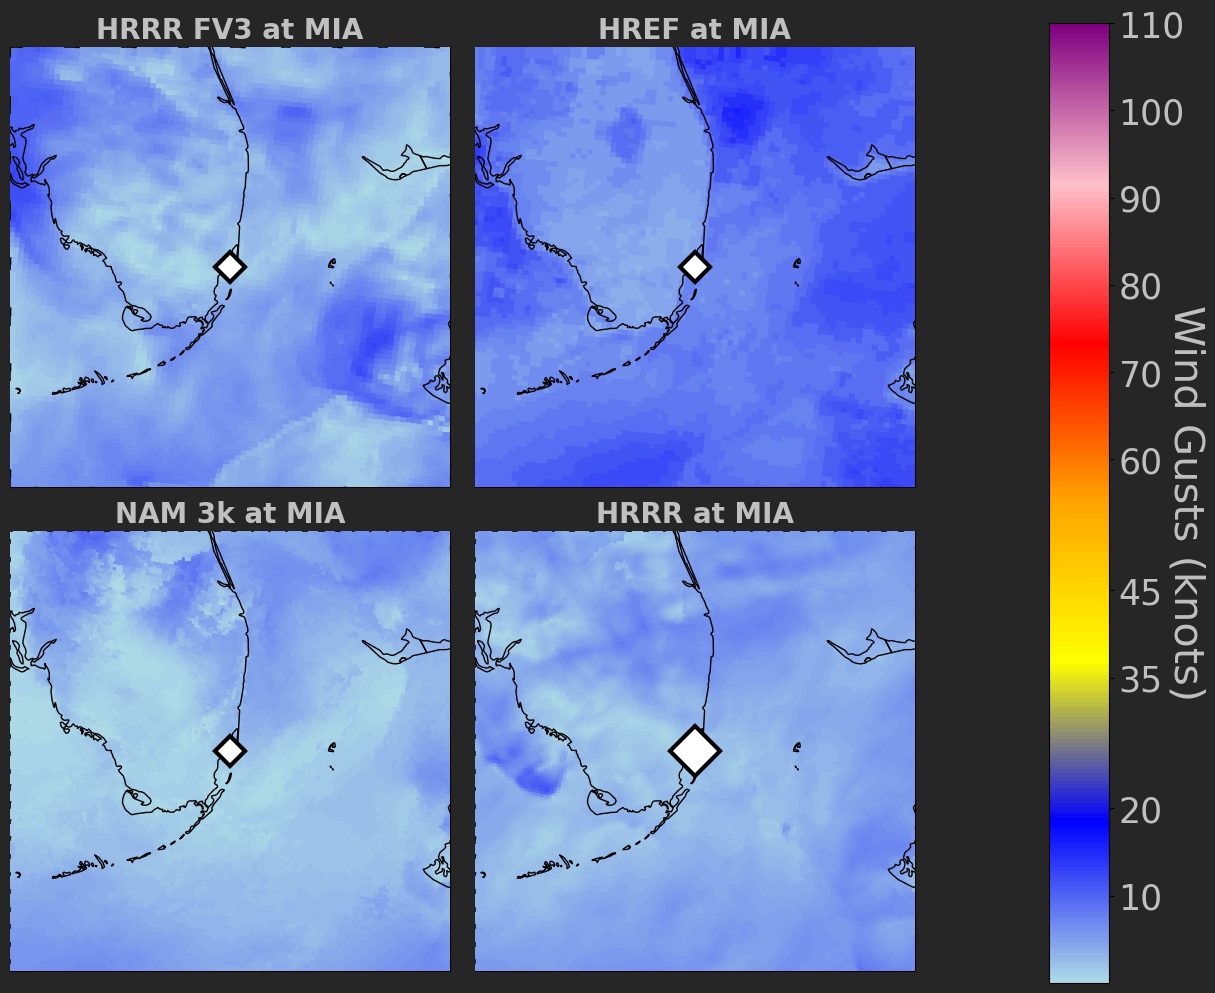 HRRR FV3 at MIA
HREF at MIA
NAM 3k at MIA
HRRR at MIA
110
100
90
80
70
60
45
35
20
10
Wind Gusts (knots)